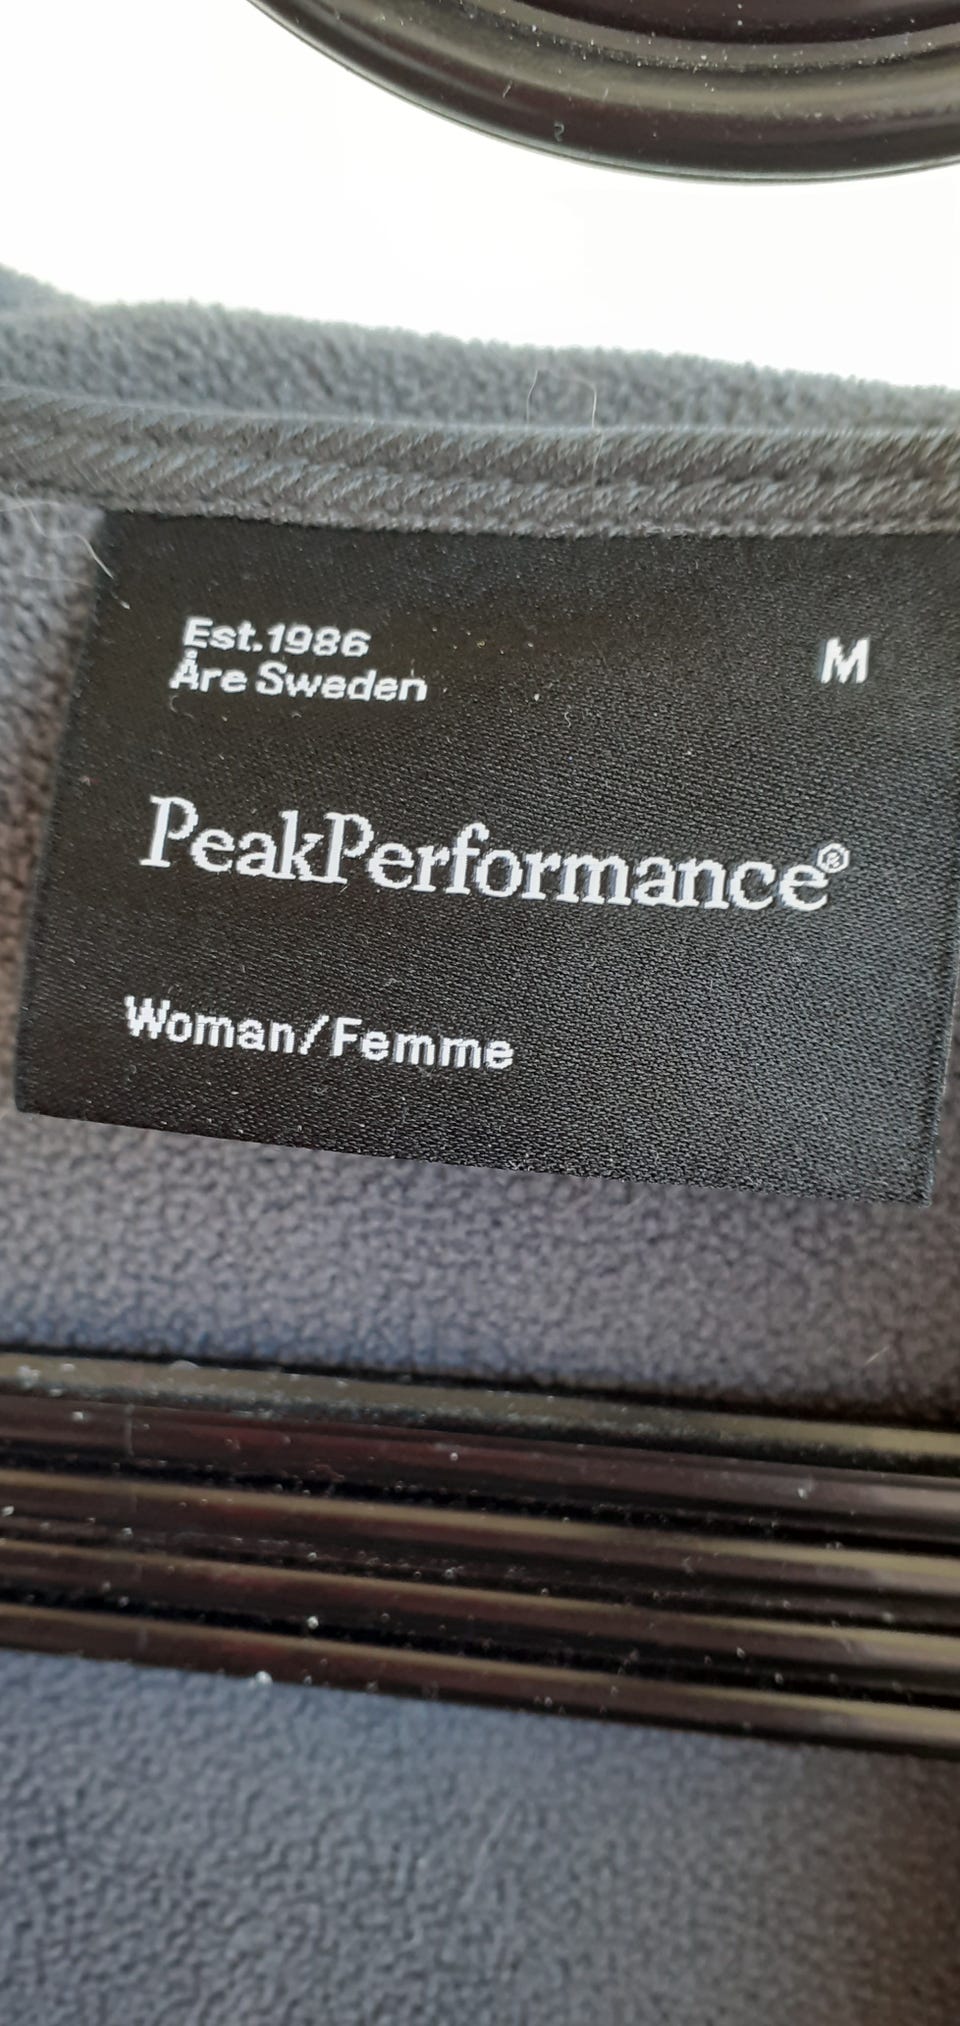 Est.1986
Åre Sweden
M
PeakPerformance®
Woman/Femme